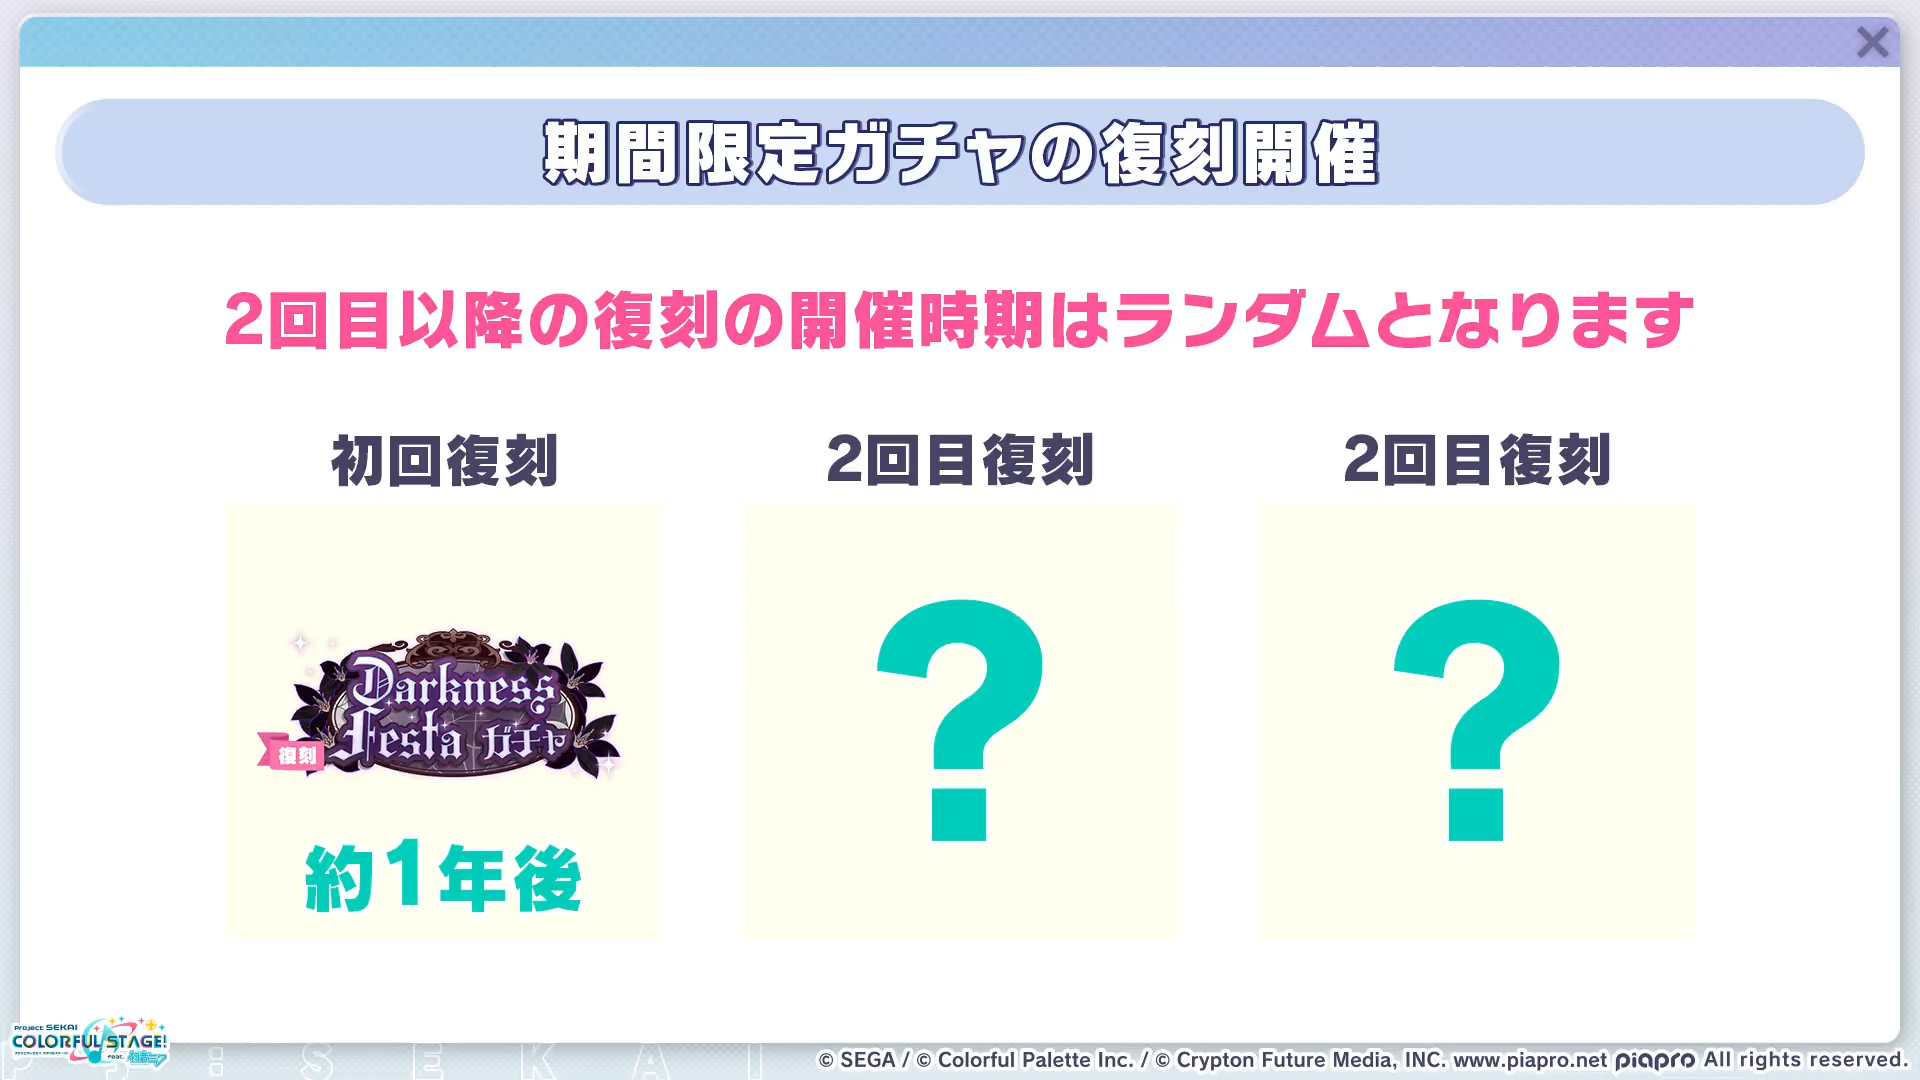 期間限定ガチャの復刻開催
2回目以降の復刻の開催時期はランダムとなります
初回復刻
2回目復刻
2回目復刻
Darkness
Festa ガチャ
復刻
約1年後
?
?
PROJECT SEKAI
COLORFUL STAGE!
feat. 初音ミク
© SEGA / © Colorful Palette Inc. / © Crypton Future Media, INC. www.piapro.net piapro All rights reserved.